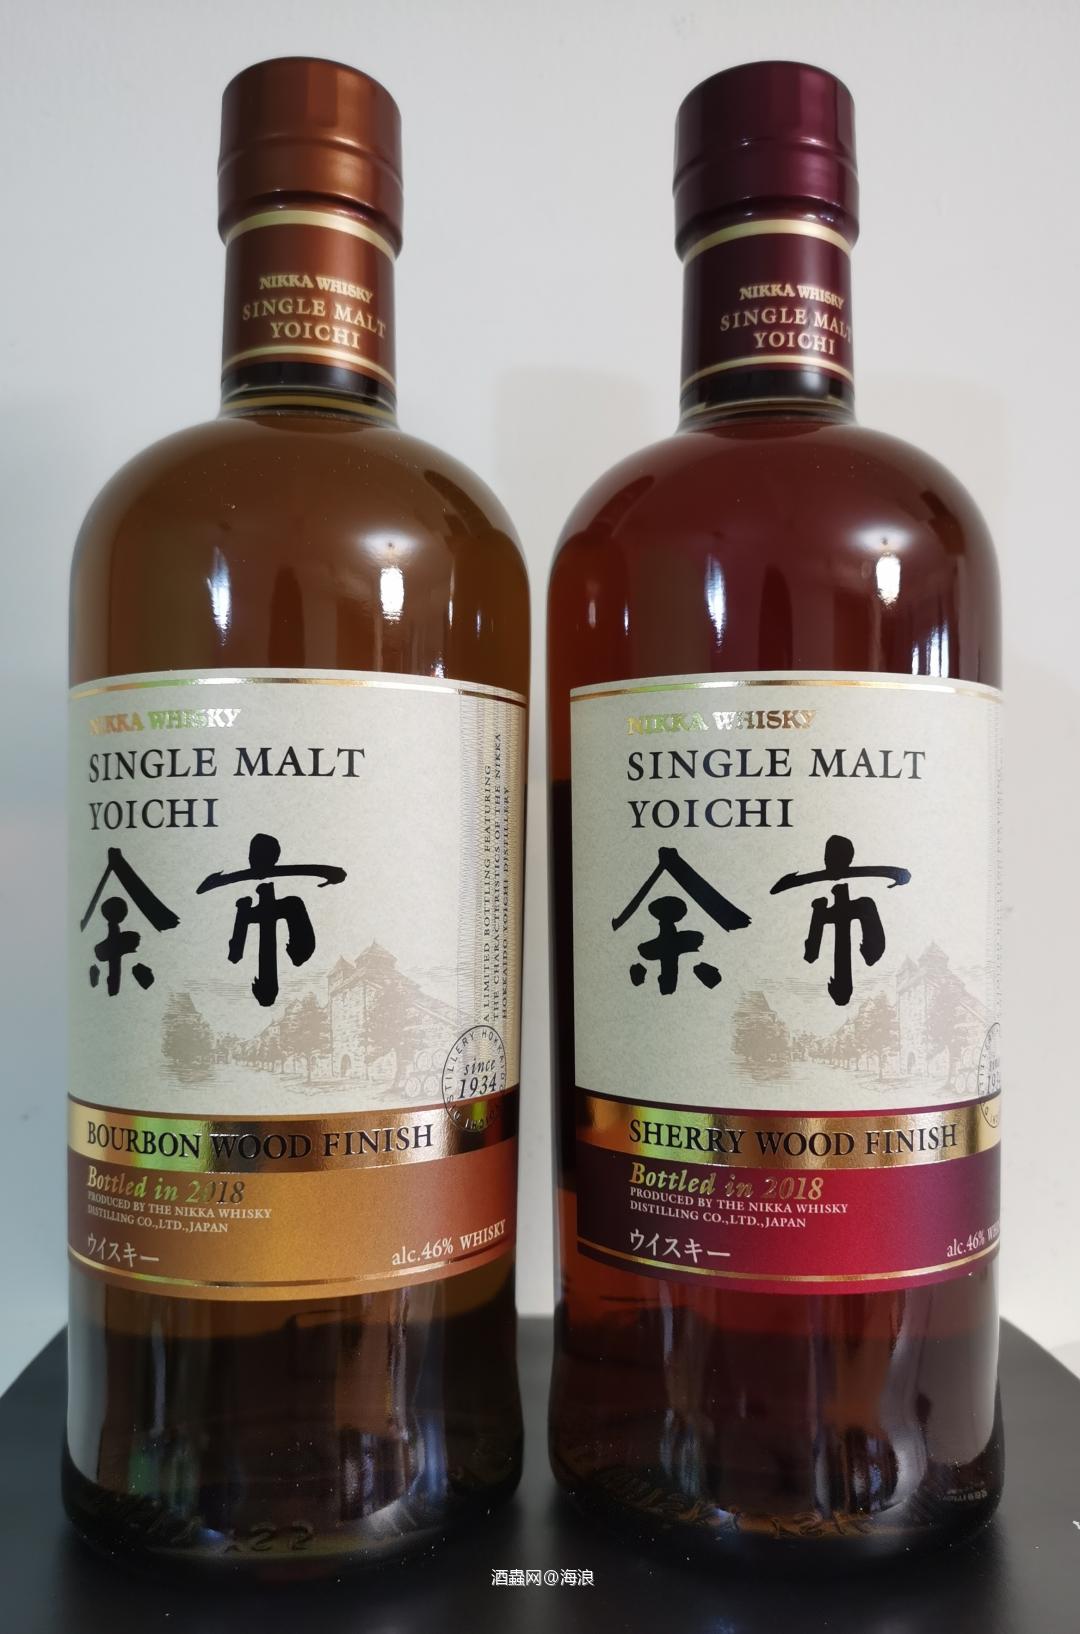 NIKKA WHISKY
SINGLE MALT
YOICHI
NIKKA WHISKY
SINGLE MALT
YOICHI
NIKKA WHISKY
SINGLE MALT
YOICHI
余市
A LIMITED BOTTLING FEATURING
THE CHARACTERISTICS OF THE NIKKA
HOKKAIDO YOICHI DISTILLERY
since
1934
BOURBON WOOD FINISH
Bottled in 2018
PRODUCED BY THE NIKKA WHISKY
DISTILLING CO.,LTD.,JAPAN
ウイスキー
alc.46% WHISKY
NIKKA WHISKY
SINGLE MALT
YOICHI
余市
SHERRY WOOD FINISH
Bottled in 2018
PRODUCED BY THE NIKKA WHISKY
DISTILLING CO.,LTD.,JAPAN
ウイスキー
alc.46%
酒蟲网@海浪